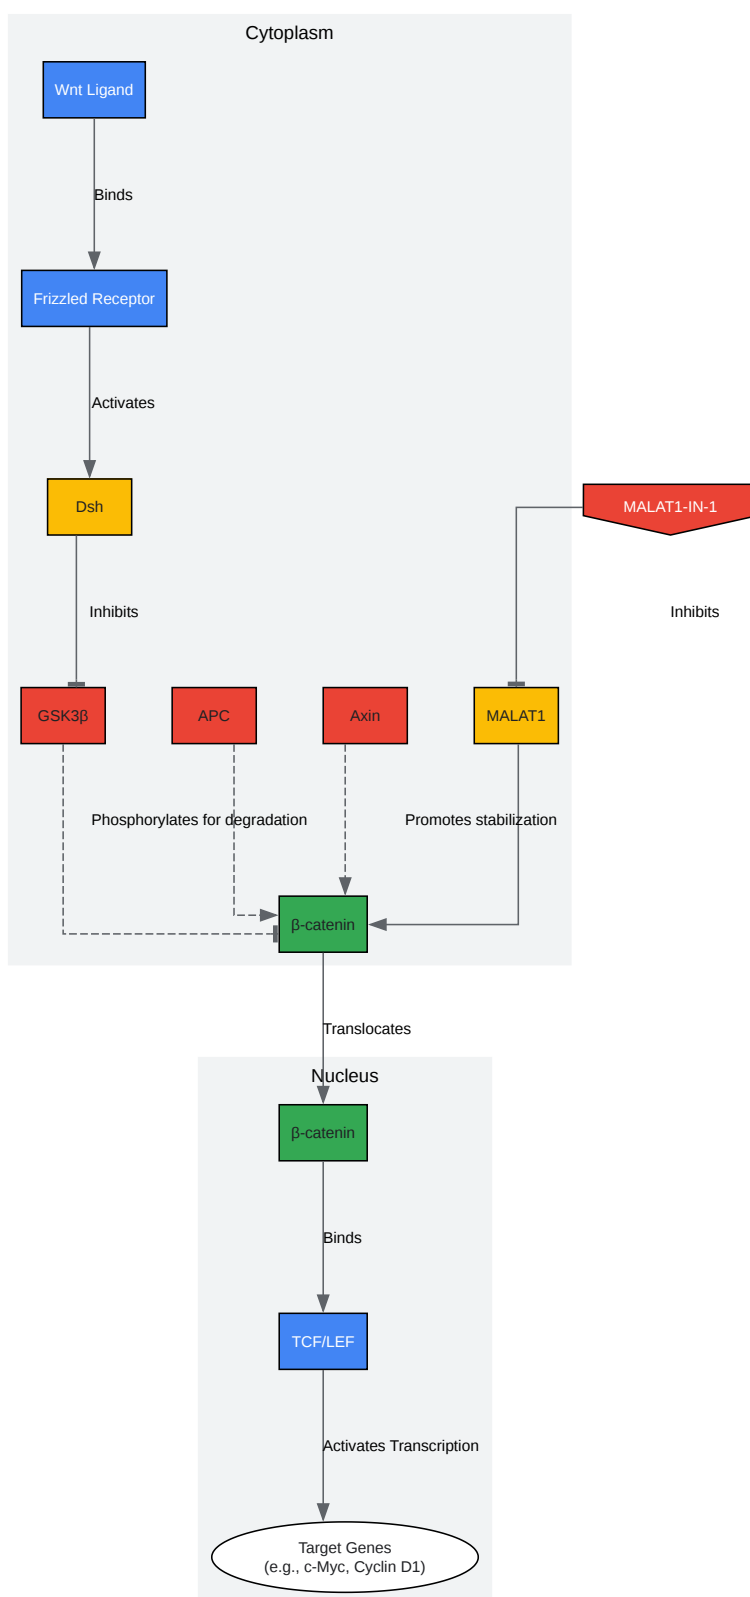 Cytoplasm
Wnt Ligand
Binds
Frizzled Receptor
Activates
Dsh
MALAT1-IN-1
Inhibits
Inhibits
GSK3β
APC
Axin
MALAT1
Phosphorylates for degradation
Promotes stabilization
β-catenin
Translocates
Nucleus
β-catenin
Binds
TCF/LEF
Activates Transcription
Target Genes
(e.g., c-Myc, Cyclin D1)